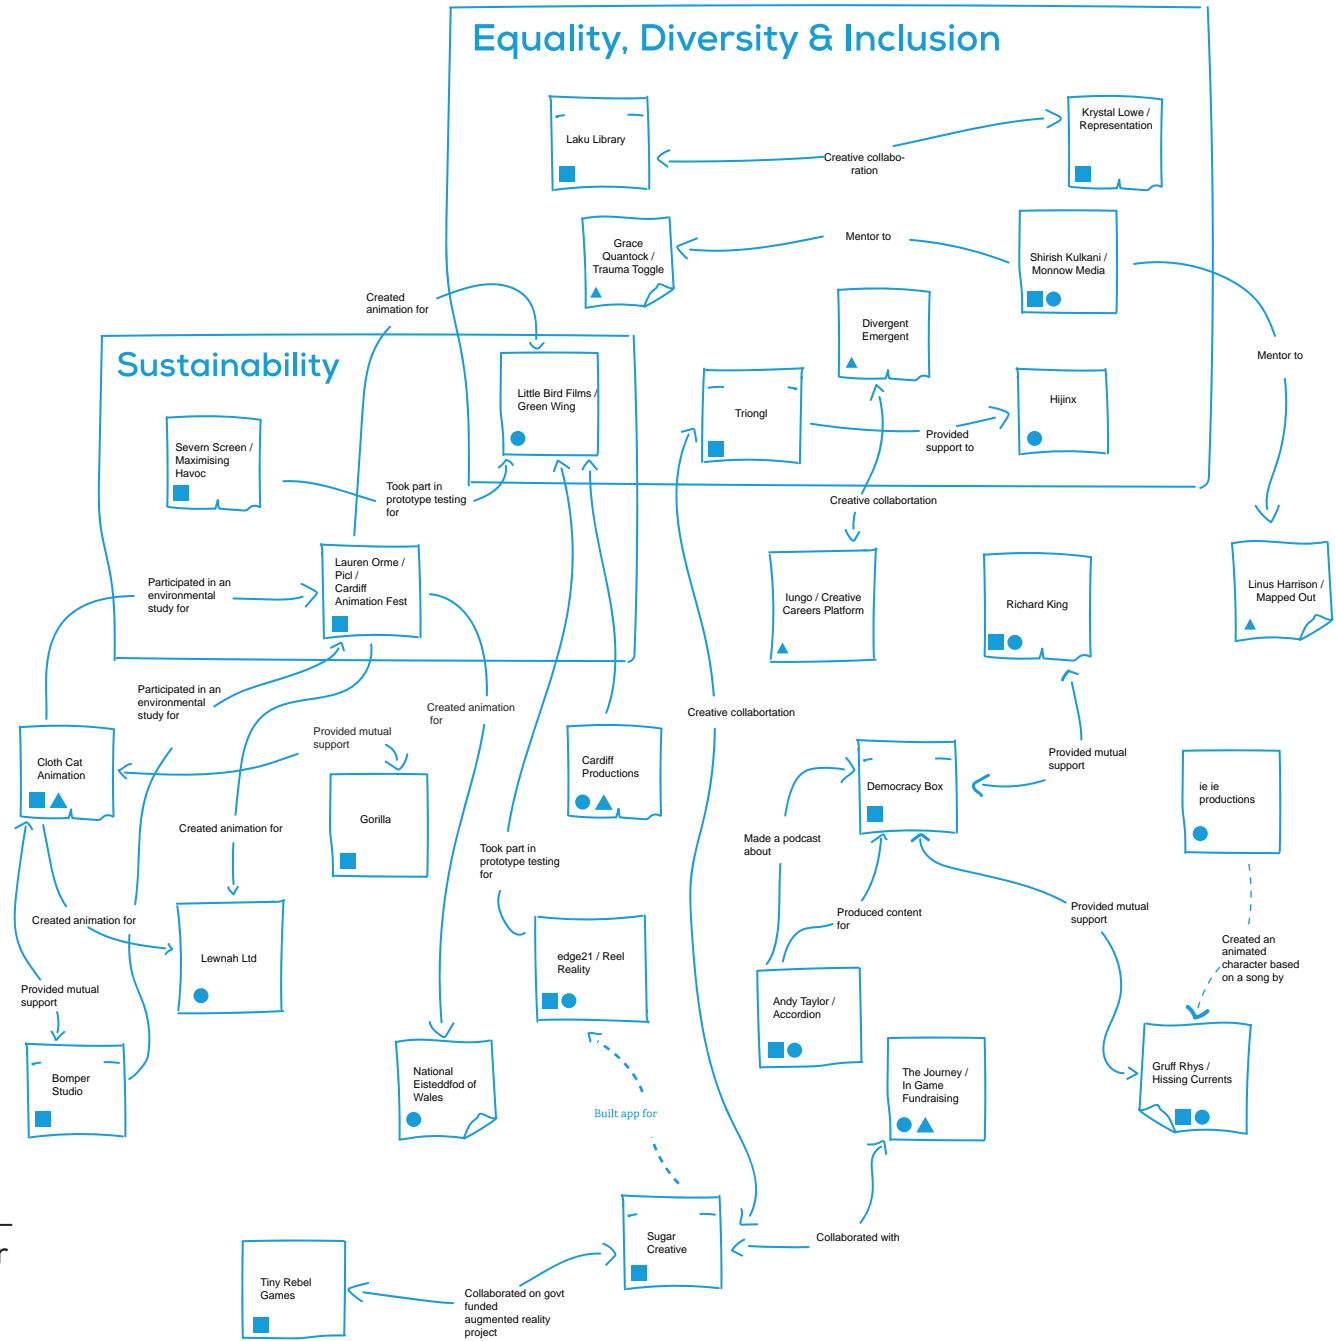 Equality, Diversity & Inclusion
Laku Library
Krystal Lowe /
Representation
Creative collabo-
ration
Grace
Quantock /
Trauma Toggle
Mentor to
Shirish Kulkani /
Monnow Media
Created
animation for
Divergent
Emergent
Mentor to
Sustainability
Little Bird Films /
Green Wing
Triongl
Hijinx
Provided
support to
Severn Screen /
Maximising
Havoc
Took part in
prototype testing
for
Creative collabortation
Lauren Orme /
Picl /
Cardiff
Animation Fest
Participated in an
environmental
study for
Iungo / Creative
Careers Platform
Richard King
Linus Harrison /
Mapped Out
Participated in an
environmental
study for
Created animation
for
Creative collabortation
Provided mutual
support
Cloth Cat
Animation
Cardiff
Productions
Provided mutual
support
Democracy Box
ie ie
productions
Gorilla
Created animation for
Took part in
prototype testing
for
Made a podcast
about
Created animation for
Produced content
for
Provided mutual
support
Lewnah Ltd
edge21 / Reel
Reality
Created an
animated
character based
on a song by
Provided mutual
support
Andy Taylor /
Accordion
Bomper
Studio
National
Eisteddfod of
Wales
The Journey /
In Game
Fundraising
Gruff Rhys /
Hissing Currents
Built app for
Sugar
Creative
Collaborated with
Tiny Rebel
Games
Collaborated on govt
funded
augmented reality
project